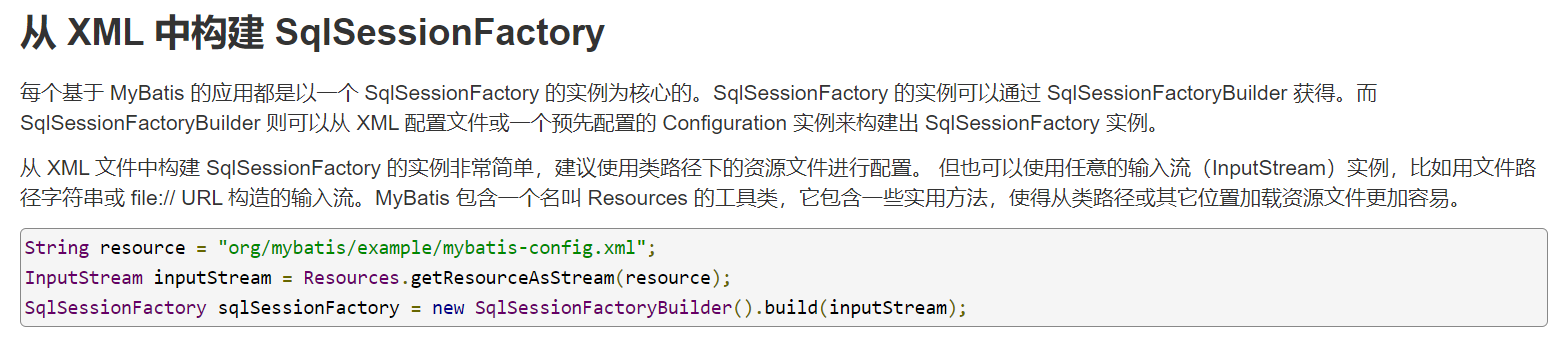 从 XML 中构建 SqlSessionFactory
每个基于 MyBatis 的应用都是以一个 SqlSessionFactory 的实例为核心的。SqlSessionFactory 的实例可以通过 SqlSessionFactoryBuilder 获得。而
SqlSessionFactoryBuilder 则可以从 XML 配置文件或一个预先配置的 Configuration 实例来构建出 SqlSessionFactory 实例。
从 XML 文件中构建 SqlSessionFactory 的实例非常简单，建议使用类路径下的资源文件进行配置。 但也可以使用任意的输入流（InputStream）实例，比如用文件路
径字符串或 file:// URL 构造的输入流。MyBatis 包含一个名叫 Resources 的工具类，它包含一些实用方法，使得从类路径或其它位置加载资源文件更加容易。
String resource = "org/mybatis/example/mybatis-config.xml";
InputStream inputStream = Resources.getResourceAsStream(resource);
SqlSessionFactory sqlSessionFactory = new SqlSessionFactoryBuilder().build(inputStream);